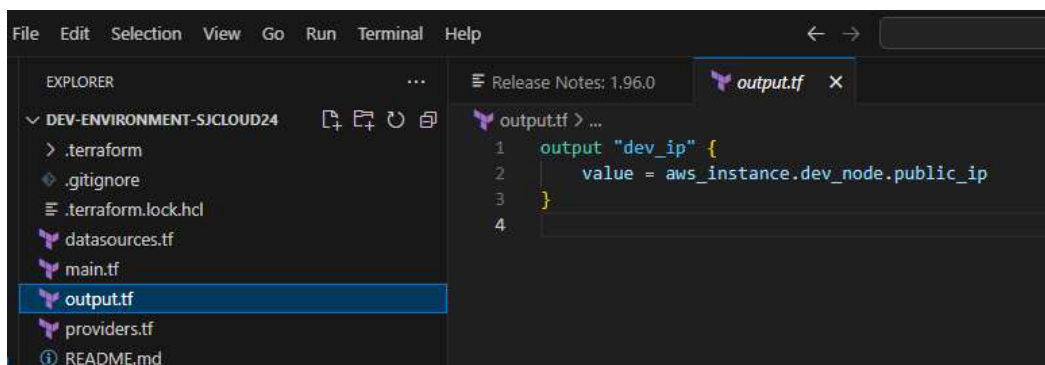 File Edit Selection View Go Run Terminal Help
EXPLORER
DEV-ENVIRONMENT-SJCLOUD24
.terraform
.gitignore
.terraform.lock.hcl
datasources.tf
main.tf
output.tf
providers.tf
README.md
Release Notes: 1.96.0
output.tf
output.tf > ...
1 output "dev_ip" {
2 value = aws_instance.dev_node.public_ip
3 }
4